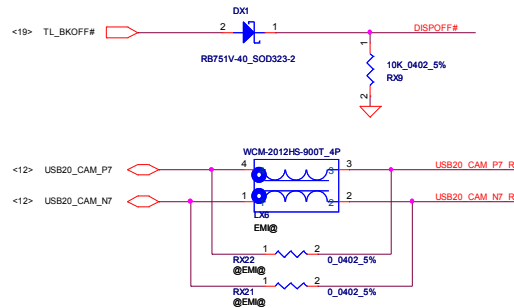 DX1
<19> TL_BKOFF# 2 1 DISPOFF#
RB751V-40_SOD323-2
1
10K_0402_5%
RX9
2
WCM-2012HS-900T_4P
<12> USB20_CAM_P7 4 3 3 USB20_CAM_P7_R
<12> USB20_CAM_N7 1 2 2 USB20_CAM_N7_R
LX6
EMI@
RX22 1 2 0_0402_5%
@EMI@
RX21 1 2 0_0402_5%
@EMI@